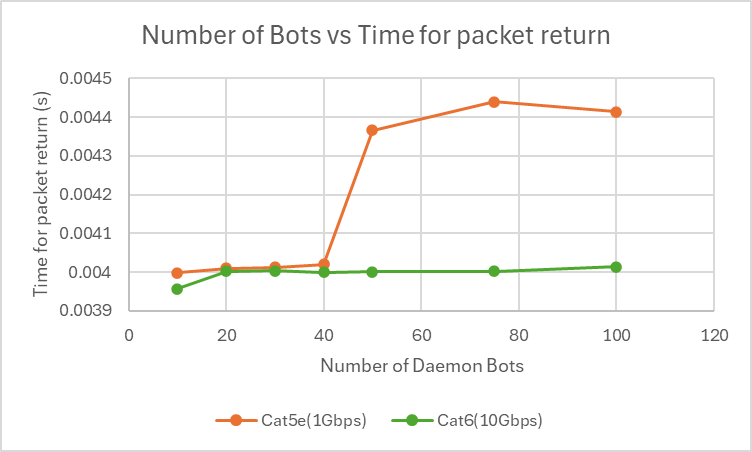 Number of Bots vs Time for packet return
Time for packet return (s)
0.0045
0.0044
0.0043
0.0042
0.0041
0.004
0.0039
0 20 40 60 80 100 120
Number of Daemon Bots
Cat5e(1Gbps) Cat6(10Gbps)